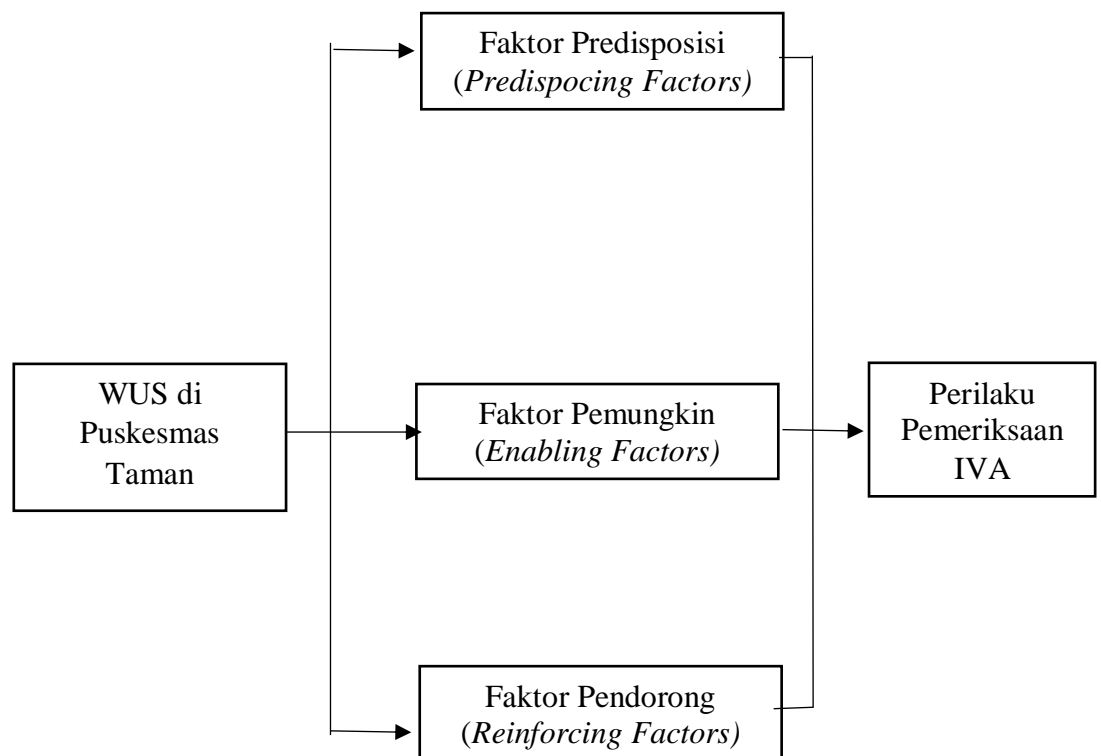 Faktor Predisposisi
(Predispocing Factors)
WUS di
Puskesmas
Taman
Faktor Pemungkin
(Enabling Factors)
Perilaku
Pemeriksaan
IVA
Faktor Pendorong
(Reinforcing Factors)